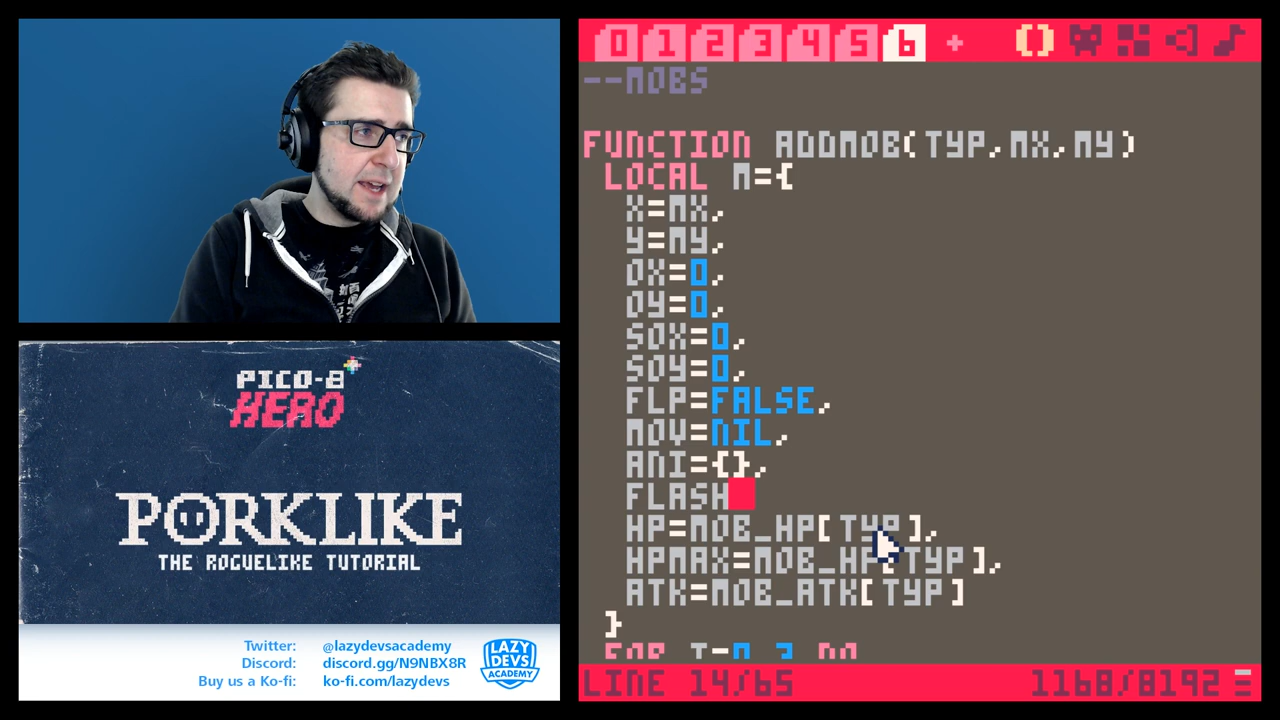 0 1 2 3 4 5 6 +
--MOBS
FUNCTION ADDMOB(TYP,MX,MY)
LOCAL M={
X=MX,
Y=MY,
OX=0,
OY=0,
SOX=0,
SOY=0,
FLP=FALSE,
MOV=NIL,
ANI={},
FLASH
HP=MOB_HP[TYP],
HPMAX=MOB_HP[TYP],
ATK=MOB_ATK[TYP]
}
LINE 14/65 1168/8192
PICO-8
HERO
PORKLIKE
THE ROGUELIKE TUTORIAL
Twitter: @lazydevsacademy
Discord: discord.gg/N9NBX8R
Buy us a Ko-fi: ko-fi.com/lazydevs
LAZY
DEVS
ACADEMY